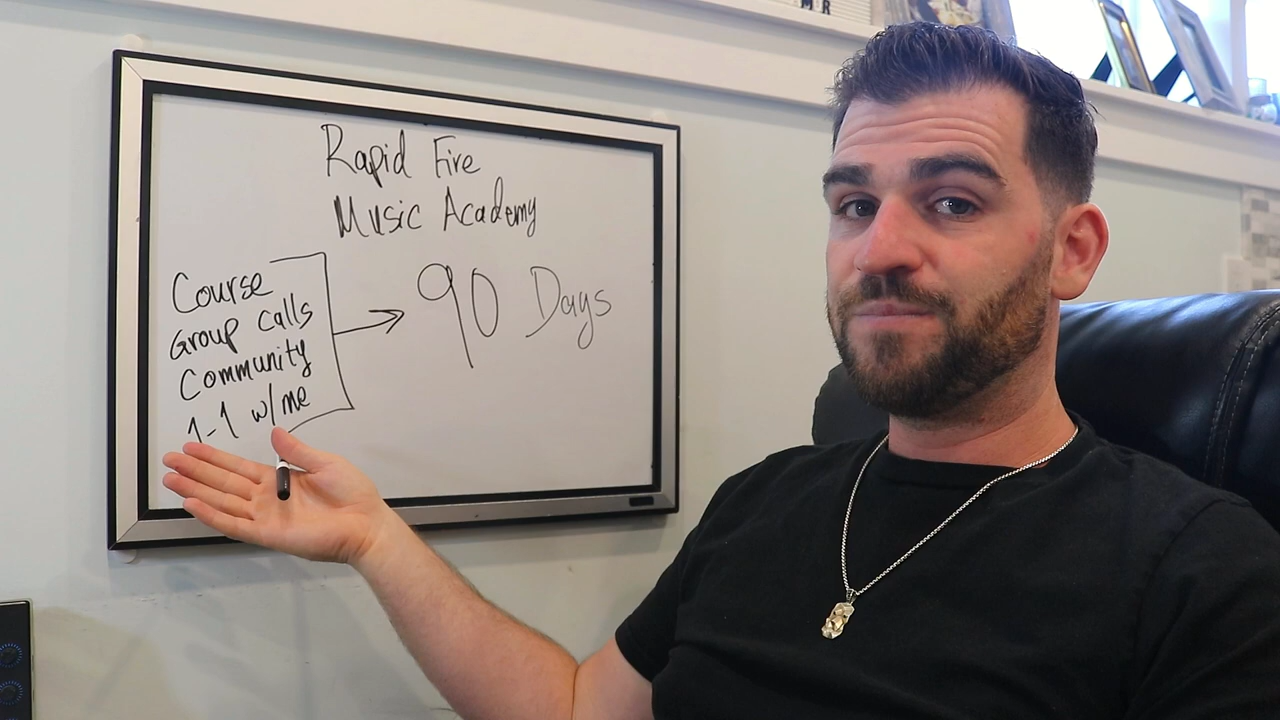 Rapid Fire
Music Academy
Course
Group calls
Community
1-1 w/me
90 Days